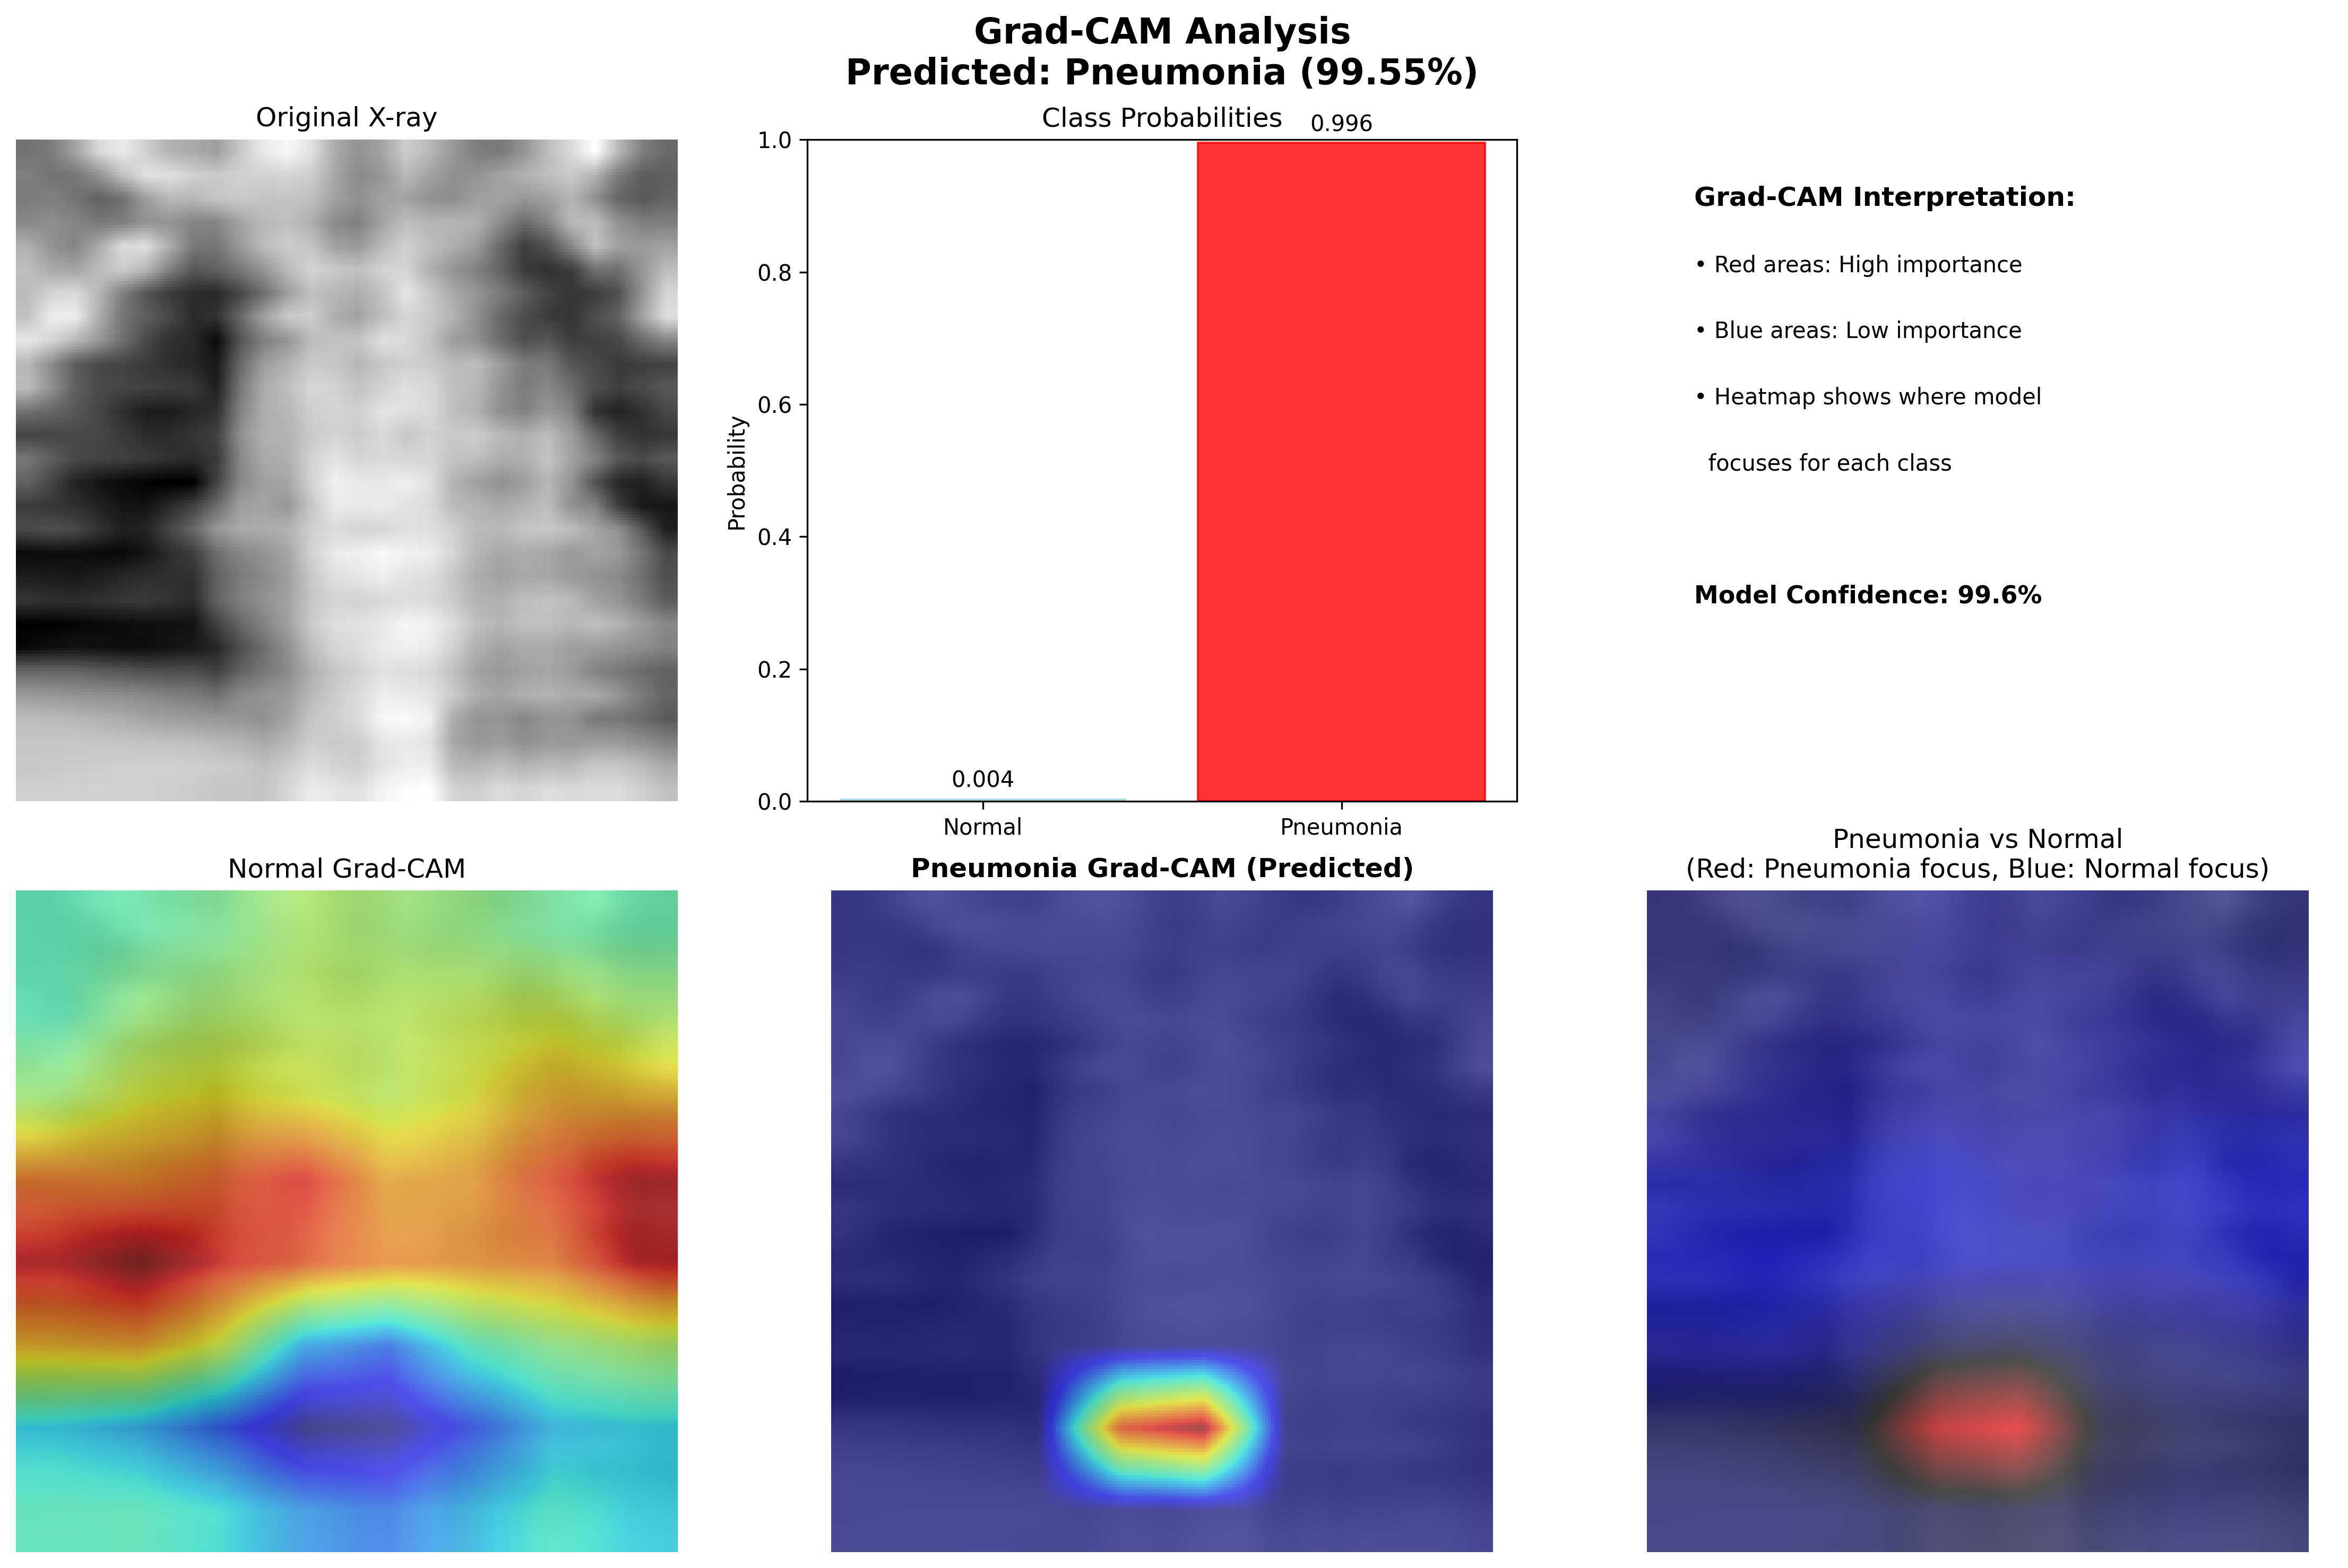 Grad-CAM Analysis
Predicted: Pneumonia (99.55%)
Original X-ray
Class Probabilities
0.996
1.0
0.8
0.6
0.4
0.2
0.0
Probability
0.004
Normal
Pneumonia
Grad-CAM Interpretation:
• Red areas: High importance
• Blue areas: Low importance
• Heatmap shows where model
focuses for each class
Model Confidence: 99.6%
Normal Grad-CAM
Pneumonia Grad-CAM (Predicted)
Pneumonia vs Normal
(Red: Pneumonia focus, Blue: Normal focus)